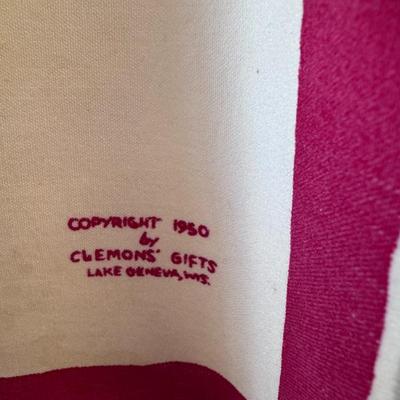 COPYRIGHT 1950
by
CLEMONS' GIFTS
LAKE GENEVA, WIS.